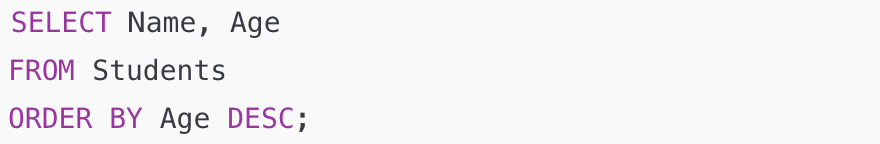 SELECT Name, Age
FROM Students
ORDER BY Age DESC;